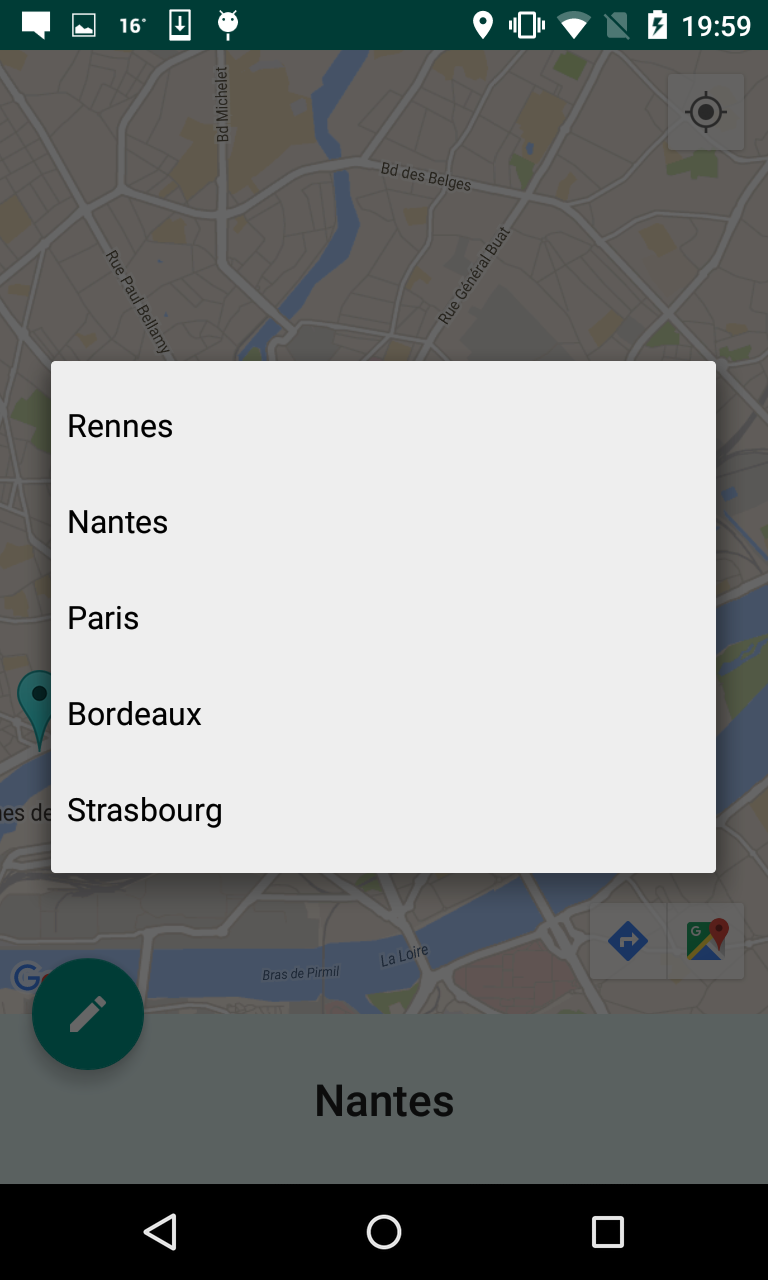 16° 19:59
Bd Michelet
Bd des Belges
Rue Général Buat
Rue Paul Bellamy
Rennes
Nantes
Paris
Bordeaux
Strasbourg
nes de
G
La Loire
Bras de Pirmil
Go
Nantes